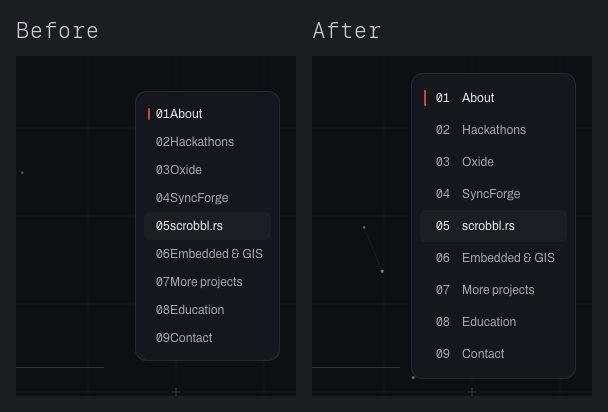 Before
01About
02Hackathons
03Oxide
04SyncForge
05scrobbl.rs
06Embedded & GIS
07More projects
08Education
09Contact
After
01 About
02 Hackathons
03 Oxide
04 SyncForge
05 scrobbl.rs
06 Embedded & GIS
07 More projects
08 Education
09 Contact